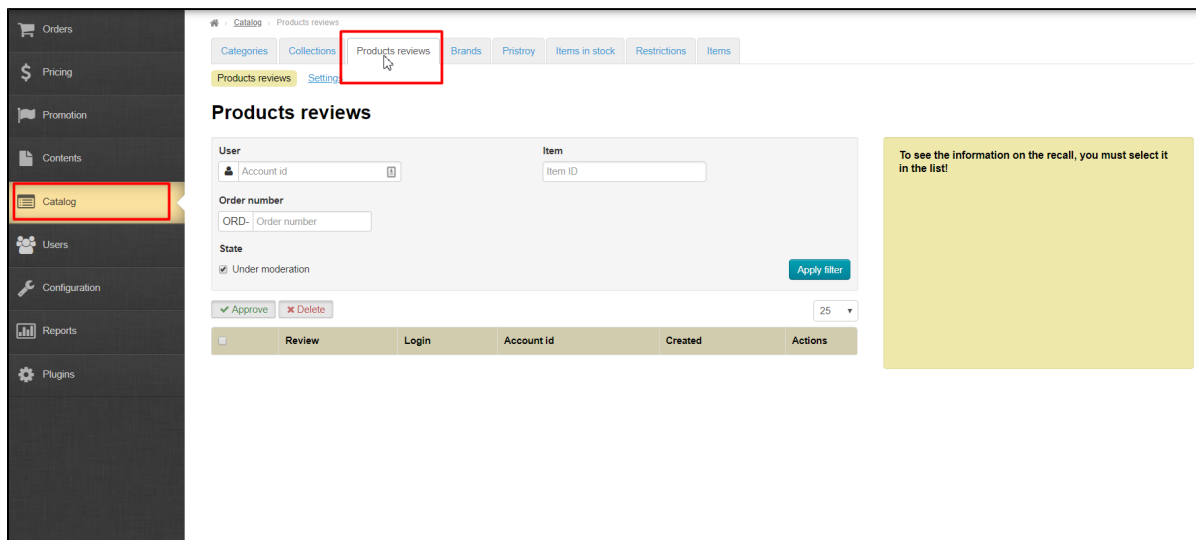 Orders
Pricing
Promotion
Contents
Catalog
Users
Configuration
Reports
Plugins
Catalog Products reviews
Categories Collections Products reviews Brands Pristroy Items in stock Restrictions Items
Products reviews Settings
Products reviews
User Item
Account id Item ID
Order number
ORD- Order number
State
Under moderation Apply filter
Approve Delete 25
Review Login Account id Created Actions
To see the information on the recall, you must select it
in the list!